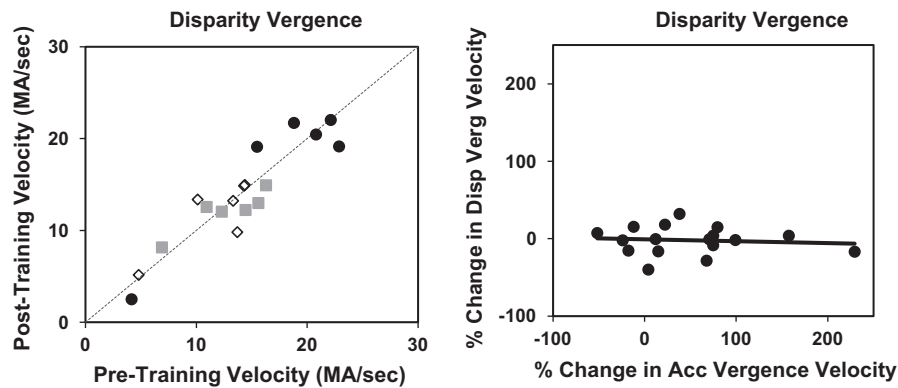 Disparity Vergence
30
20
10
0
0 10 20 30
Post-Training Velocity (MA/sec)
Pre-Training Velocity (MA/sec)
Disparity Vergence
200
100
0
-100
-100 0 100 200
% Change in Disp Verg Velocity
% Change in Acc Vergence Velocity